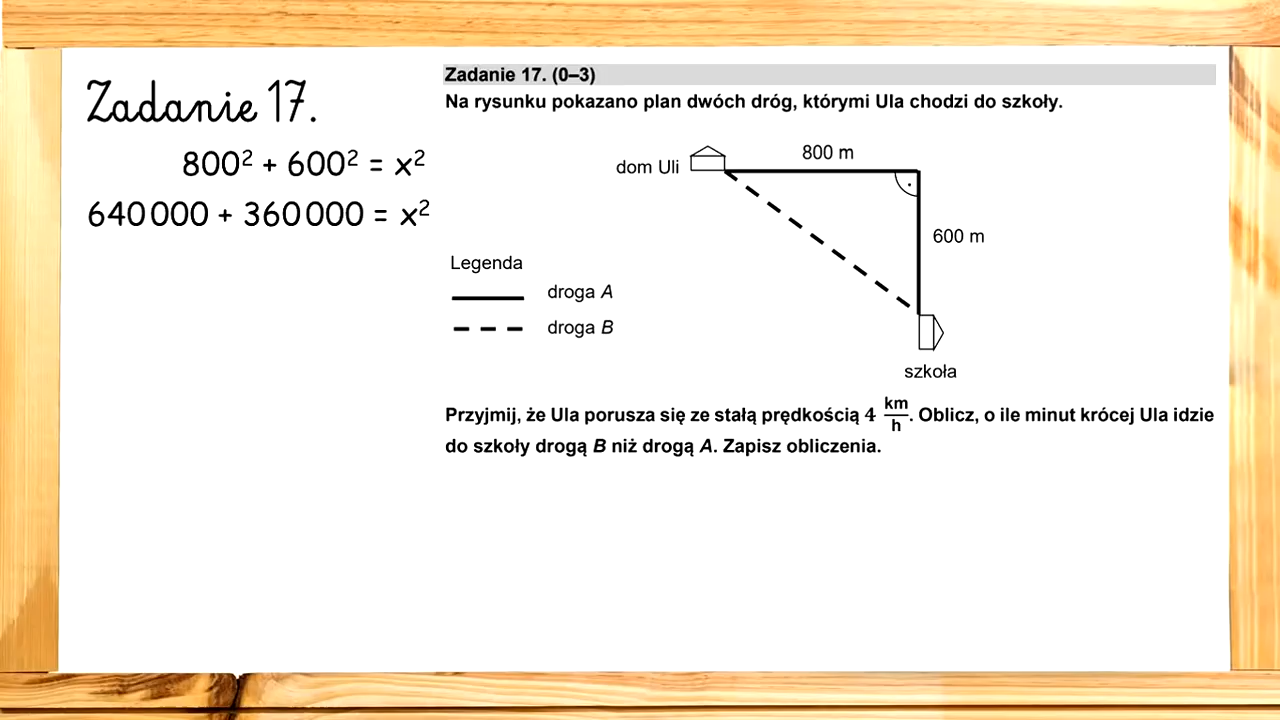 Zadanie 17.
800² + 600² = x²
640 000 + 360 000 = x²
Zadanie 17. (0–3)
Na rysunku pokazano plan dwóch dróg, którymi Ula chodzi do szkoły.
dom Uli
800 m
600 m
szkoła
Legenda
droga A
droga B
Przyjmij, że Ula porusza się ze stałą prędkością 4 km/h. Oblicz, o ile minut krócej Ula idzie
do szkoły drogą B niż drogą A. Zapisz obliczenia.